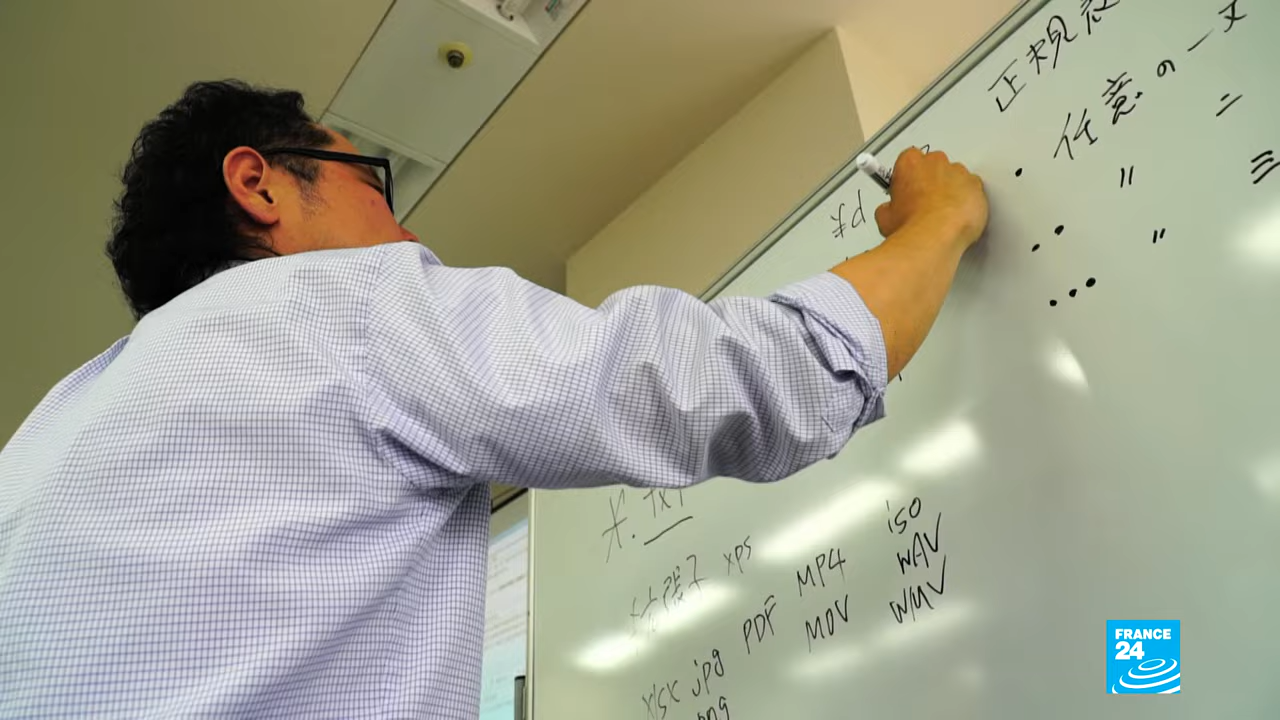 正規表
・ 任意の一文
・・ 〃 二
・・・ 〃 三
¥d
*.txt
拡張子 xps MP4 iso
PDF MOV WAV
xlsx jpg WMV
png
FRANCE
24